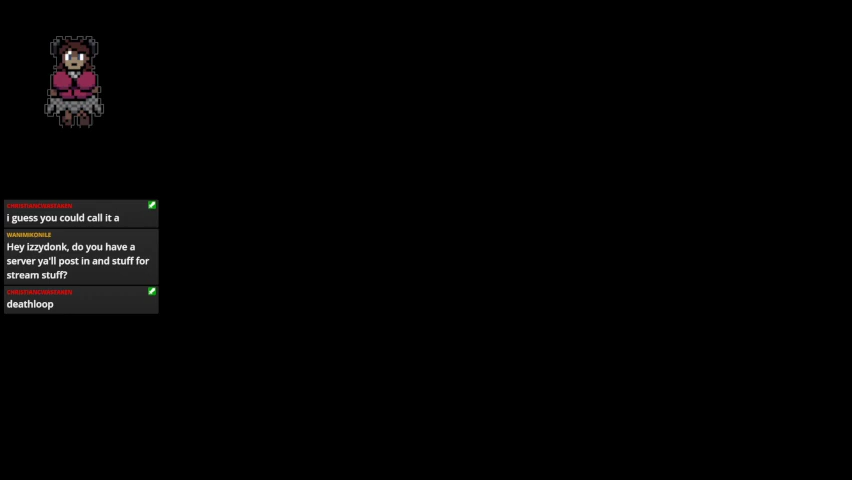 i guess you could call it a
WANIMIKONILE
Hey izzydonk, do you have a
server ya'll post in and stuff for
stream stuff?
deathloop